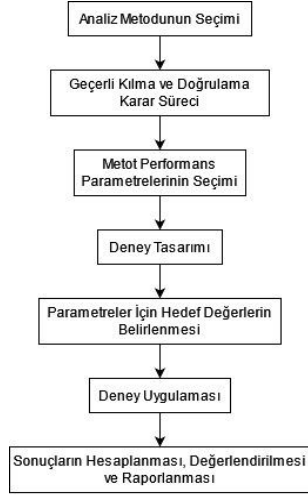 Analiz Metodunun Seçimi
Geçerli Kılma ve Doğrulama
Karar Süreci
Metot Performans
Parametrelerinin Seçimi
Deney Tasarımı
Parametreler İçin Hedef Değerlerin
Belirlenmesi
Deney Uygulaması
Sonuçların Hesaplanması, Değerlendirilmesi
ve Raporlanması